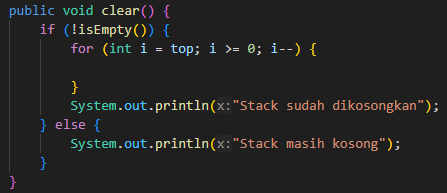 public void clear() {
    if (!isEmpty()) {
        for (int i = top; i >= 0; i--) {

        }
        System.out.println(x:"Stack sudah dikosongkan");
    } else {
        System.out.println(x:"Stack masih kosong");
    }
}